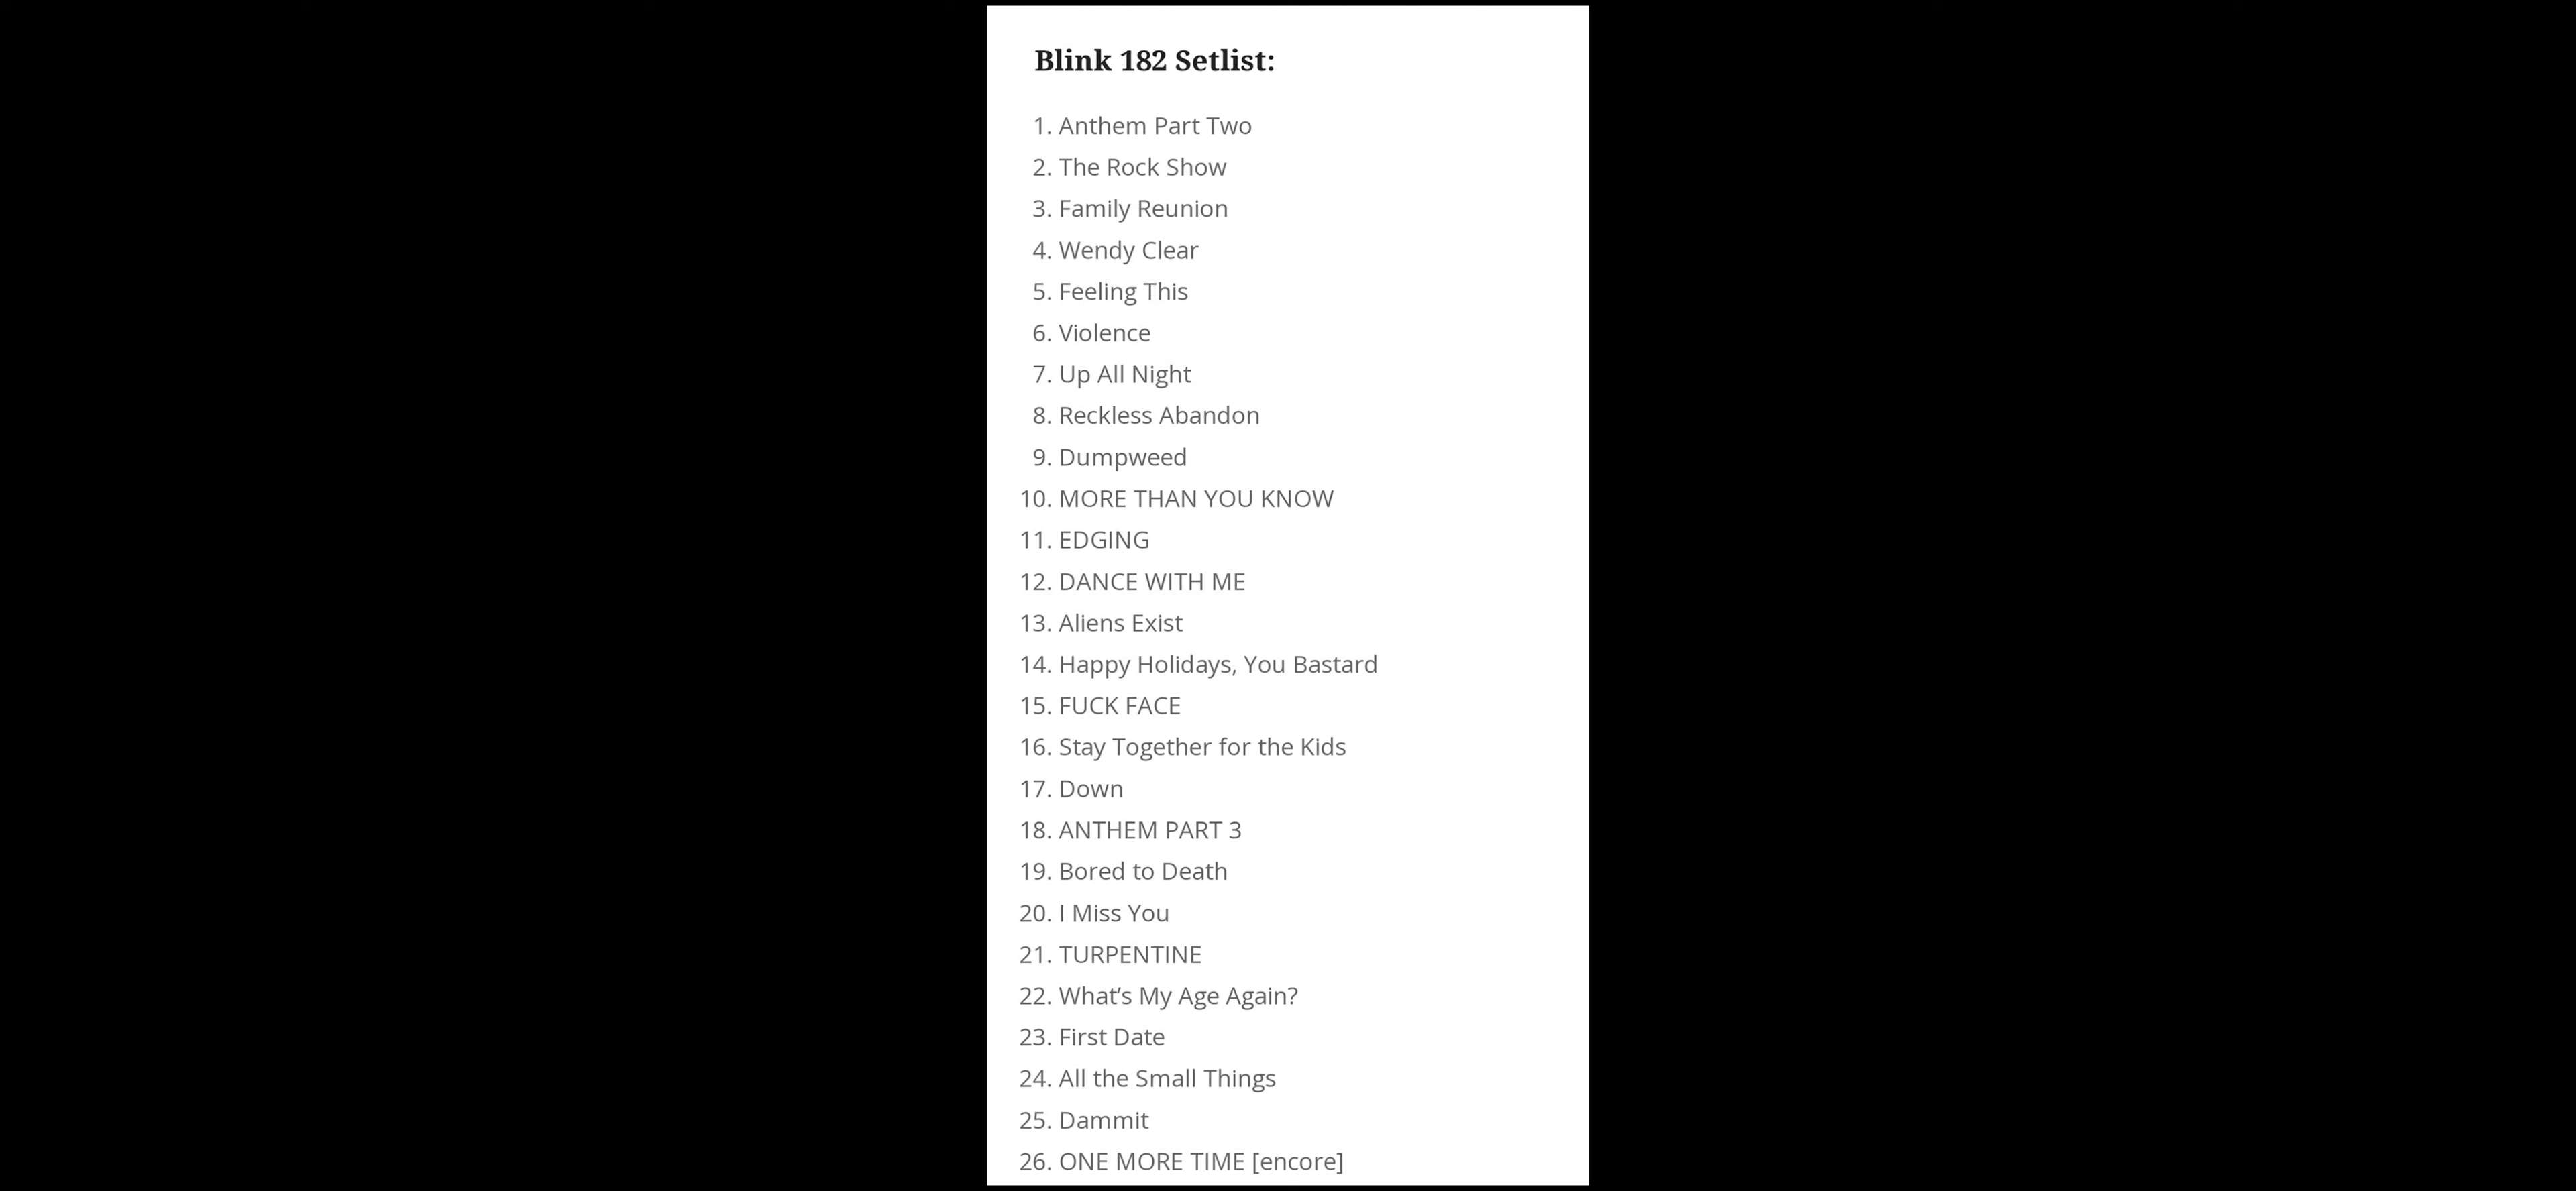 Blink 182 Setlist:
1. Anthem Part Two
2. The Rock Show
3. Family Reunion
4. Wendy Clear
5. Feeling This
6. Violence
7. Up All Night
8. Reckless Abandon
9. Dumpweed
10. MORE THAN YOU KNOW
11. EDGING
12. DANCE WITH ME
13. Aliens Exist
14. Happy Holidays, You Bastard
15. FUCK FACE
16. Stay Together for the Kids
17. Down
18. ANTHEM PART 3
19. Bored to Death
20. I Miss You
21. TURPENTINE
22. What’s My Age Again?
23. First Date
24. All the Small Things
25. Dammit
26. ONE MORE TIME [encore]